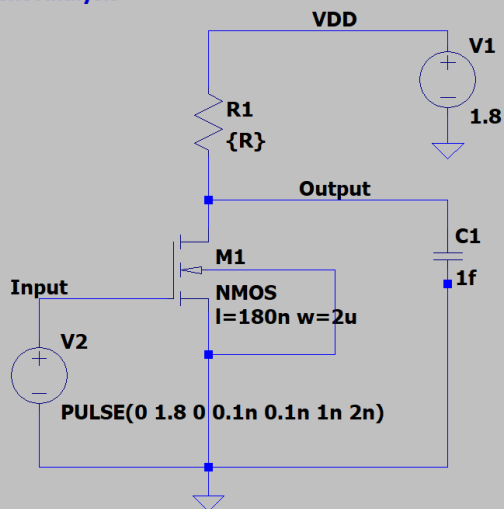 VDD
V1
1.8
R1
{R}
Output
C1
1f
M1
NMOS
l=180n w=2u
Input
V2
PULSE(0 1.8 0 0.1n 0.1n 1n 2n)